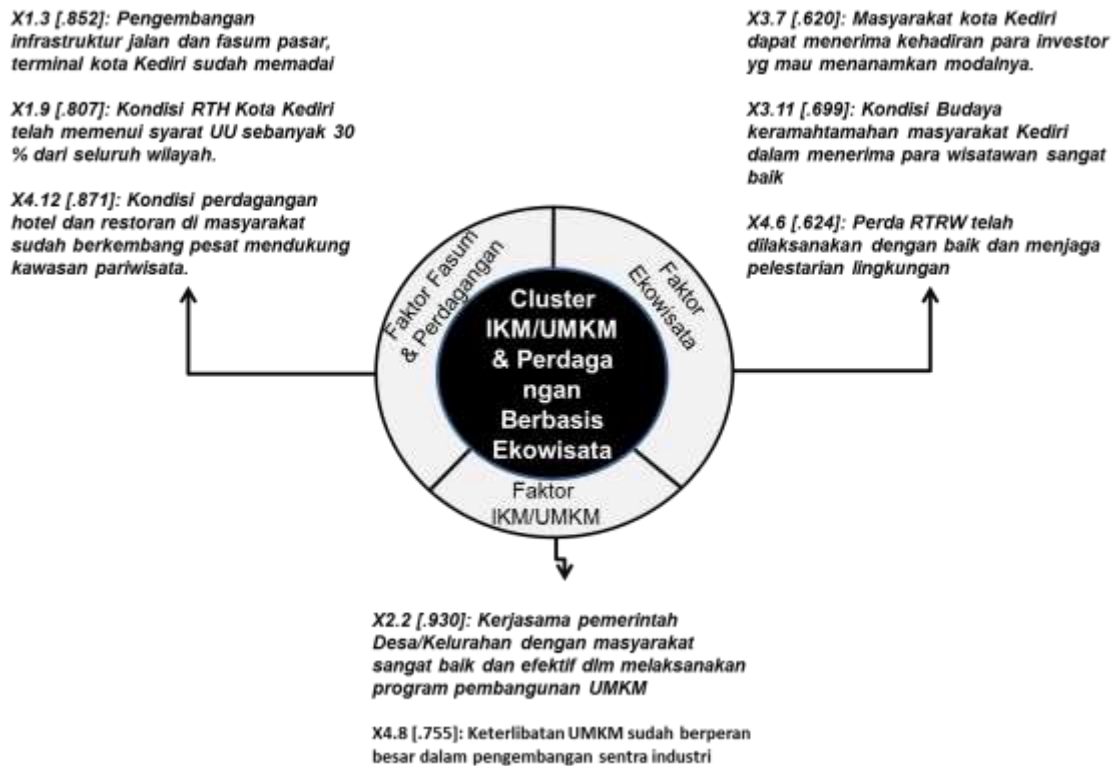 X1.3 [.852]: Pengembangan
infrastruktur jalan dan fasum pasar,
terminal kota Kediri sudah memadai
X1.9 [.807]: Kondisi RTH Kota Kediri
telah memenui syarat UU sebanyak 30
% dari seluruh wilayah.
X4.12 [.871]: Kondisi perdagangan
hotel dan restoran di masyarakat
sudah berkembang pesat mendukung
kawasan pariwisata.
X3.7 [.620]: Masyarakat kota Kediri
dapat menerima kehadiran para investor
yg mau menanamkan modalnya.
X3.11 [.699]: Kondisi Budaya
keramahtamahan masyarakat Kediri
dalam menerima para wisatawan sangat
baik
X4.6 [.624]: Perda RTRW telah
dilaksanakan dengan baik dan menjaga
pelestarian lingkungan
Faktor Fasum
& Perdagangan
Faktor
Ekowisata
Cluster
IKM/UMKM
& Perdaga
ngan
Berbasis
Ekowisata
Faktor
IKM/UMKM
X2.2 [.930]: Kerjasama pemerintah
Desa/Kelurahan dengan masyarakat
sangat baik dan efektif dlm melaksanakan
program pembangunan UMKM
X4.8 [.755]: Keterlibatan UMKM sudah berperan
besar dalam pengembangan sentra industri